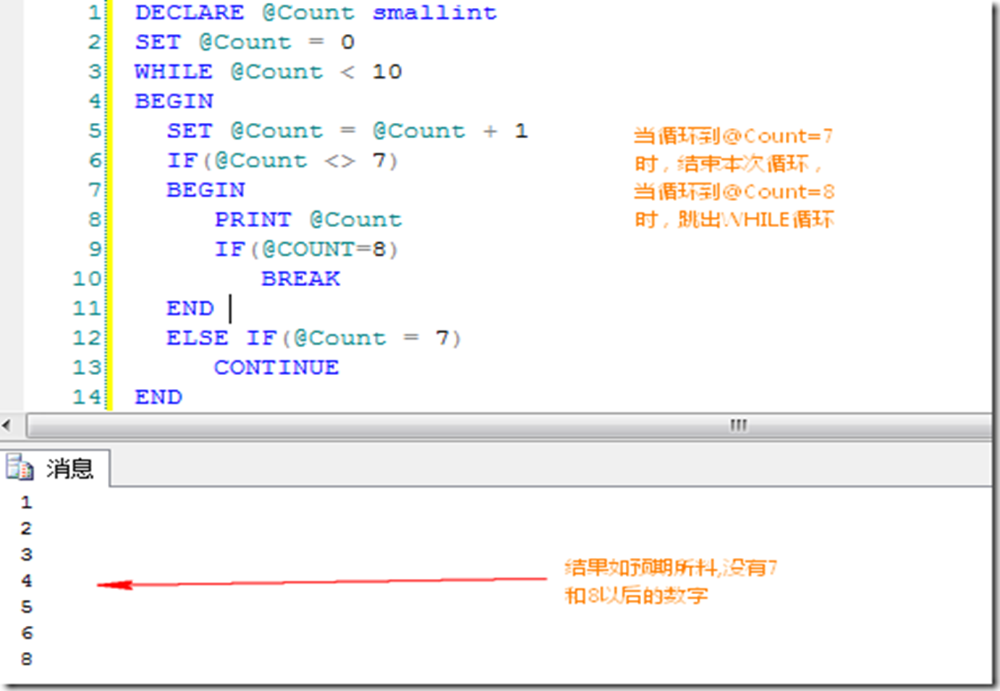 1 DECLARE @Count smallint
2 SET @Count = 0
3 WHILE @Count < 10
4 BEGIN
5 SET @Count = @Count + 1
6 IF(@Count <> 7)
7 BEGIN
8 PRINT @Count
9 IF(@COUNT=8)
10 BREAK
11 END
12 ELSE IF(@Count = 7)
13 CONTINUE
14 END
当循环到@Count=7
时，结束本次循环，
当循环到@Count=8
时，跳出WHILE循环
消息
1
2
3
4
5
6
8
结果如预期所料,没有7
和8以后的数字